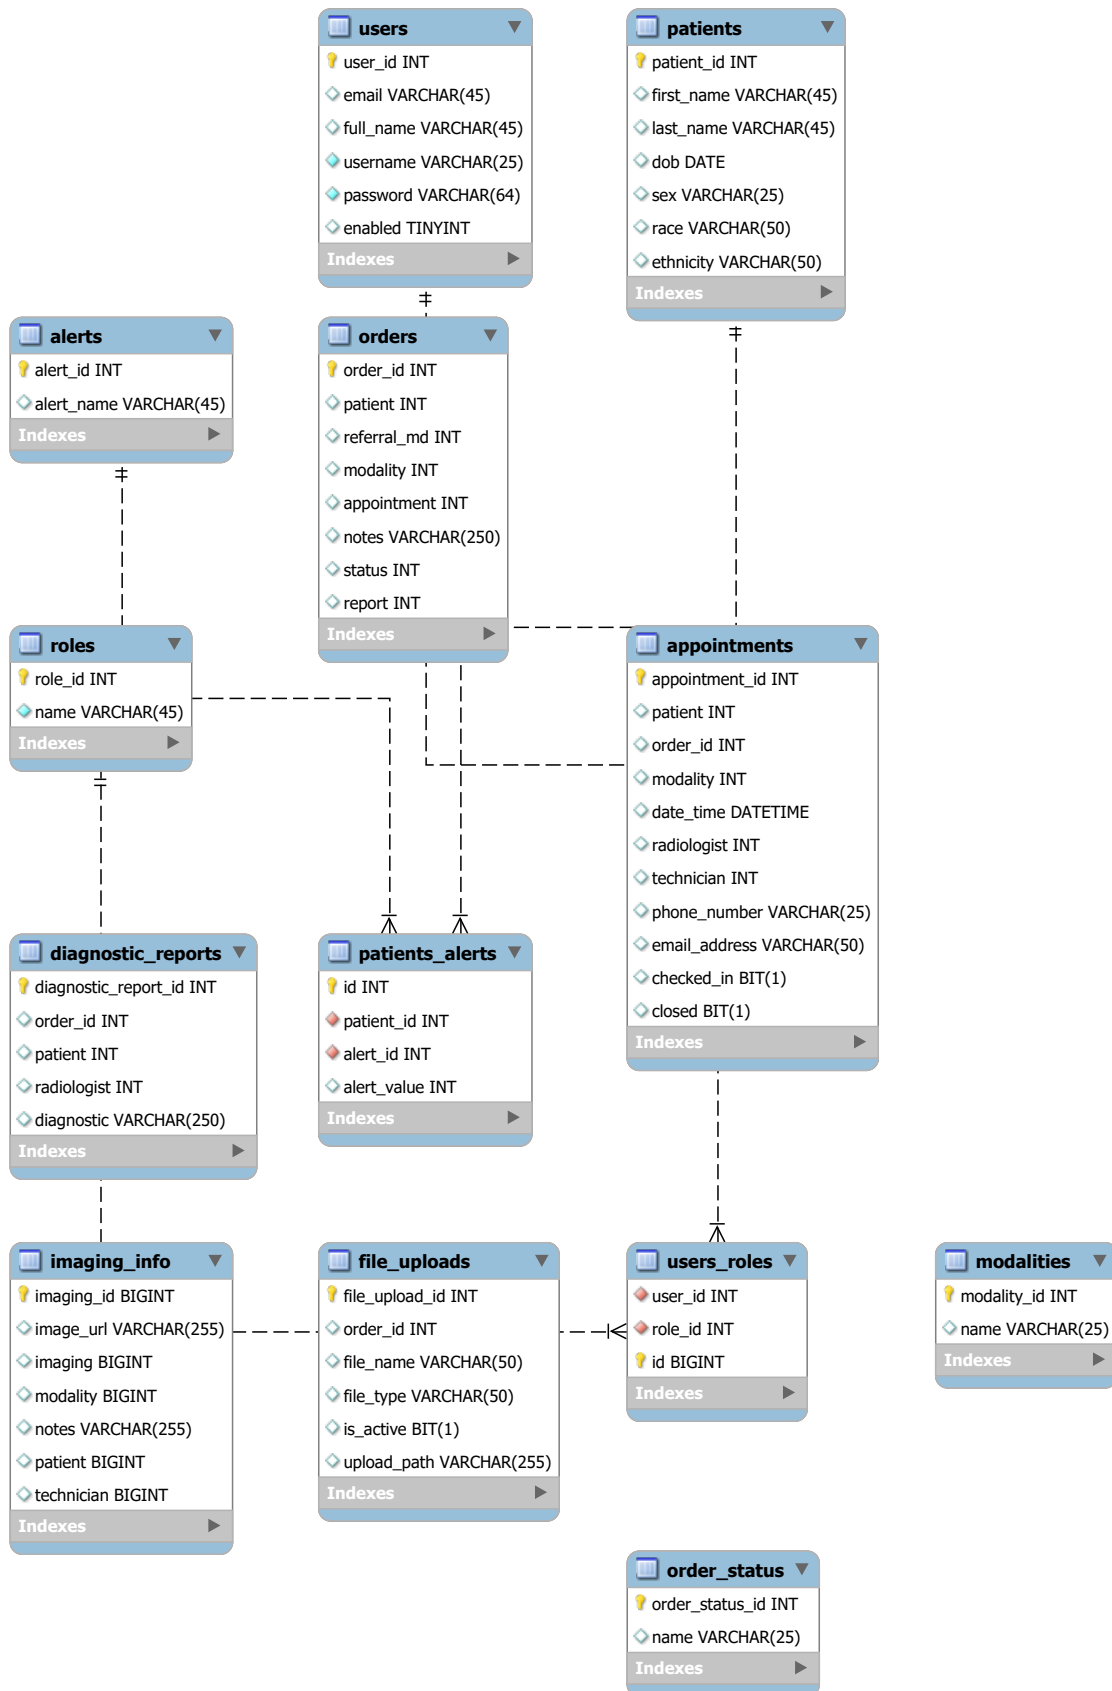 users
user_id INT
email VARCHAR(45)
full_name VARCHAR(45)
username VARCHAR(25)
password VARCHAR(64)
enabled TINYINT
Indexes
patients
patient_id INT
first_name VARCHAR(45)
last_name VARCHAR(45)
dob DATE
sex VARCHAR(25)
race VARCHAR(50)
ethnicity VARCHAR(50)
Indexes
alerts
alert_id INT
alert_name VARCHAR(45)
Indexes
orders
order_id INT
patient INT
referral_md INT
modality INT
appointment INT
notes VARCHAR(250)
status INT
report INT
Indexes
roles
role_id INT
name VARCHAR(45)
Indexes
appointments
appointment_id INT
patient INT
order_id INT
modality INT
date_time DATETIME
radiologist INT
technician INT
phone_number VARCHAR(25)
email_address VARCHAR(50)
checked_in BIT(1)
closed BIT(1)
Indexes
diagnostic_reports
diagnostic_report_id INT
order_id INT
patient INT
radiologist INT
diagnostic VARCHAR(250)
Indexes
patients_alerts
id INT
patient_id INT
alert_id INT
alert_value INT
Indexes
imaging_info
imaging_id BIGINT
image_url VARCHAR(255)
imaging BIGINT
modality BIGINT
notes VARCHAR(255)
patient BIGINT
technician BIGINT
Indexes
file_uploads
file_upload_id INT
order_id INT
file_name VARCHAR(50)
file_type VARCHAR(50)
is_active BIT(1)
upload_path VARCHAR(255)
Indexes
users_roles
user_id INT
role_id INT
id BIGINT
Indexes
modalities
modality_id INT
name VARCHAR(25)
Indexes
order_status
order_status_id INT
name VARCHAR(25)
Indexes